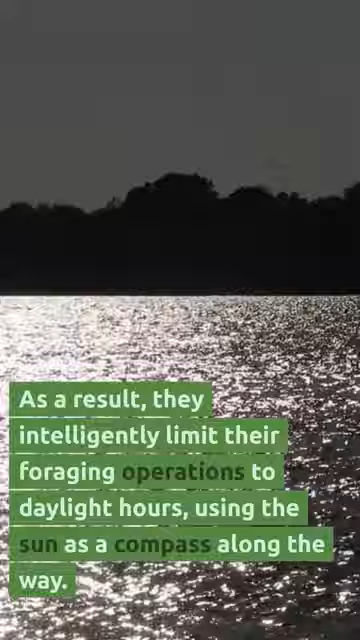 As a result, they
intelligently limit their
foraging operations to
daylight hours, using the
sun as a compass along the
way.